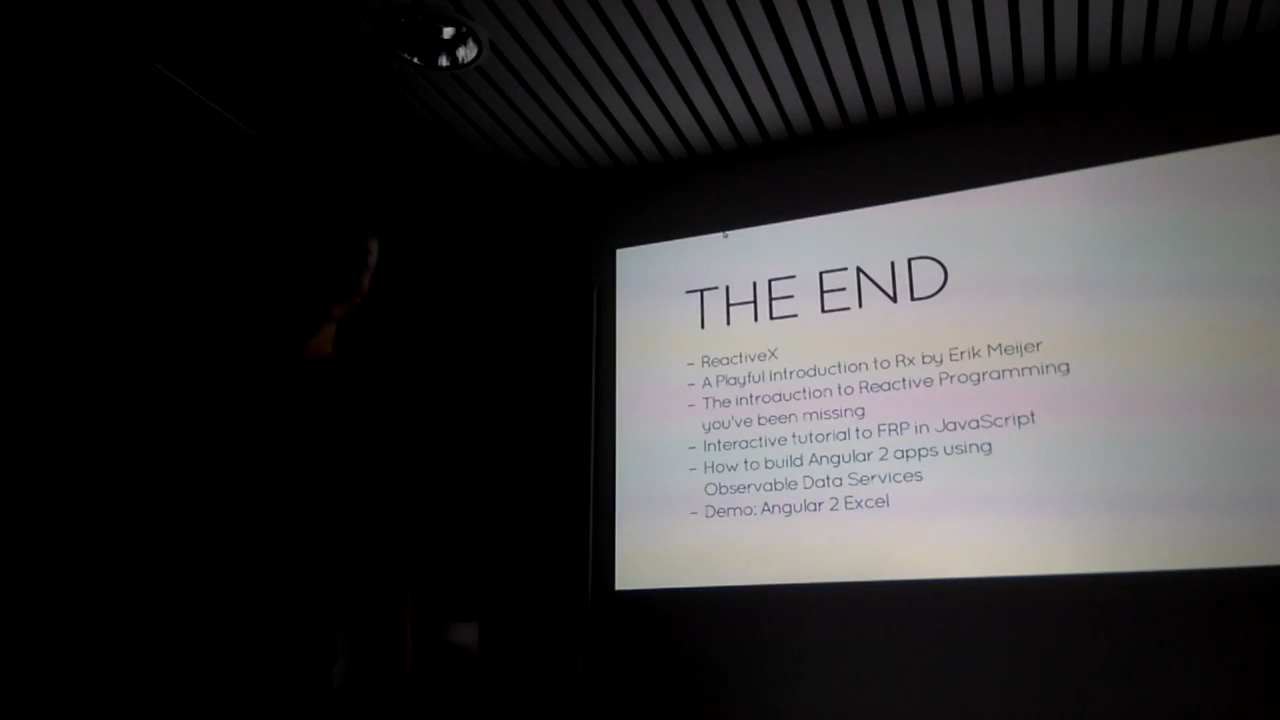 THE END
- ReactiveX
- A Playful Introduction to Rx by Erik Meijer
- The introduction to Reactive Programming
you've been missing
- Interactive tutorial to FRP in JavaScript
- How to build Angular 2 apps using
Observable Data Services
- Demo: Angular 2 Excel